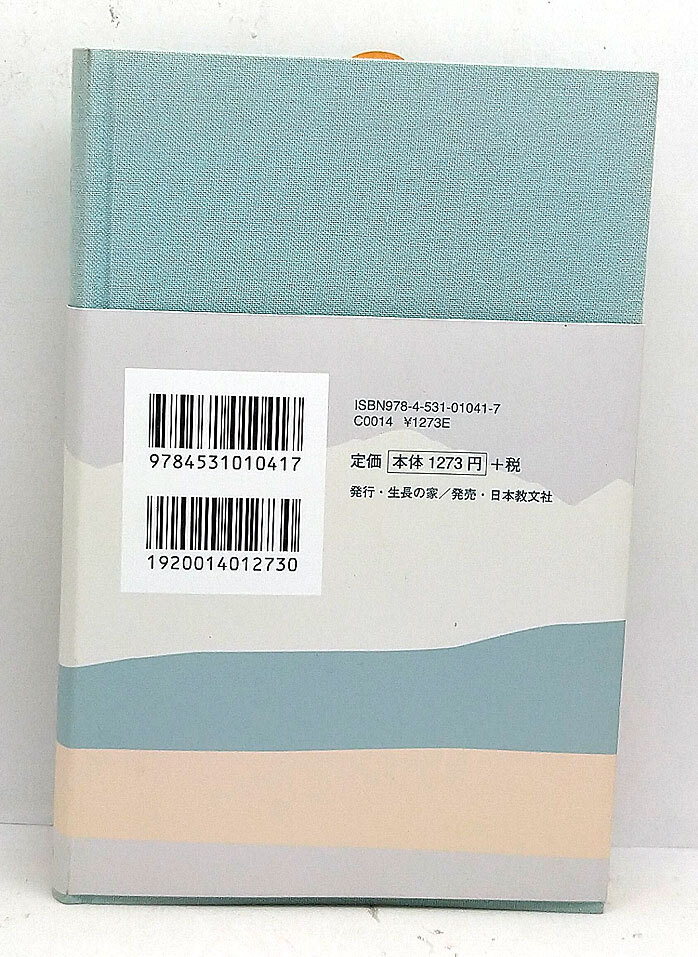 9784531010417
1920014012730
ISBN978-4-531-01041-7
C0014 ¥1273E
定価 本体 1273 円 +税
発行・生長の家／発売・日本教文社